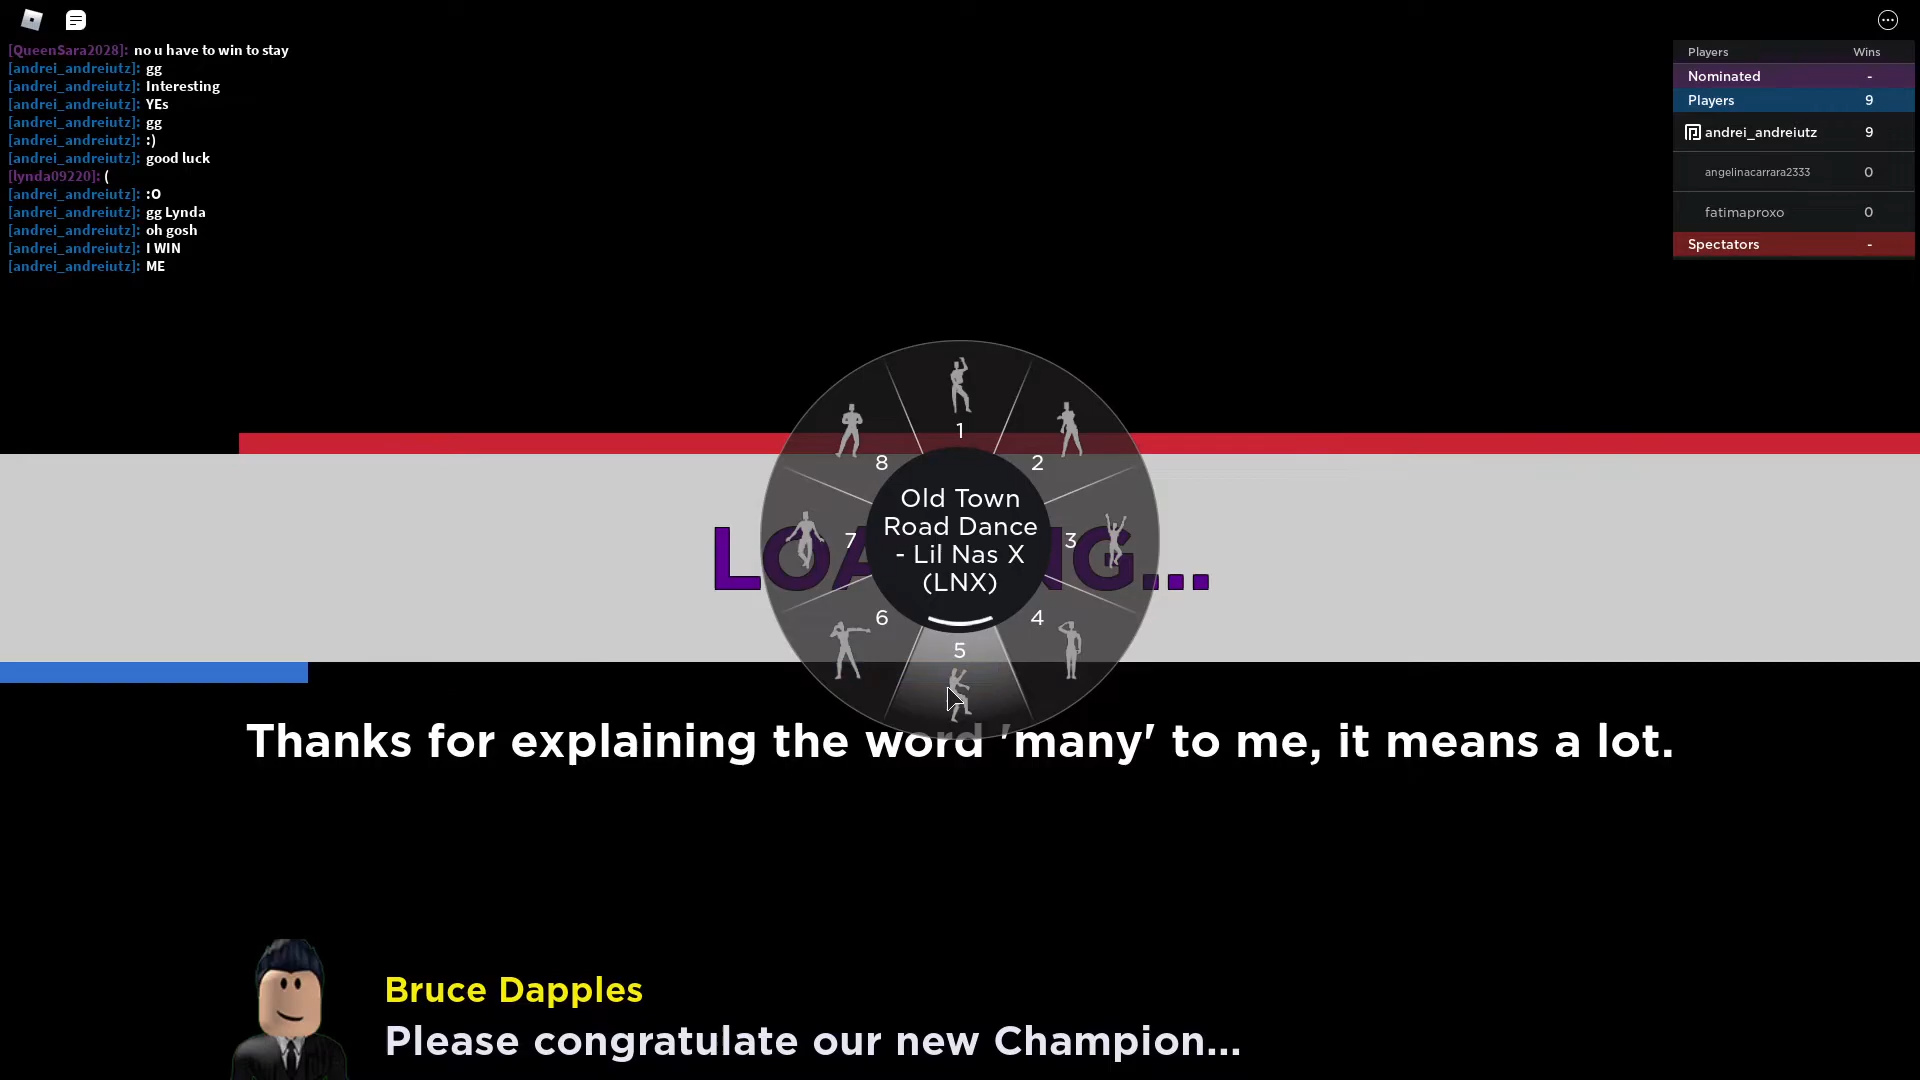 [QueenSara2028]: no u have to win to stay
[andrei_andreiutz]: gg
[andrei_andreiutz]: Interesting
[andrei_andreiutz]: YEs
[andrei_andreiutz]: gg
[andrei_andreiutz]: :)
[andrei_andreiutz]: good luck
[lynda09220]: (
[andrei_andreiutz]: :O
[andrei_andreiutz]: gg Lynda
[andrei_andreiutz]: oh gosh
[andrei_andreiutz]: I WIN
[andrei_andreiutz]: ME
Players Wins
Nominated -
Players 9
andrei_andreiutz 9
angelinacarrara2333 0
fatimaproxo 0
Spectators -
1
8 2
Old Town
Road Dance
- Lil Nas X
(LNX)
7 3
LOADING...
6 4
5
Thanks for explaining the word 'many' to me, it means a lot.
Bruce Dapples
Please congratulate our new Champion...